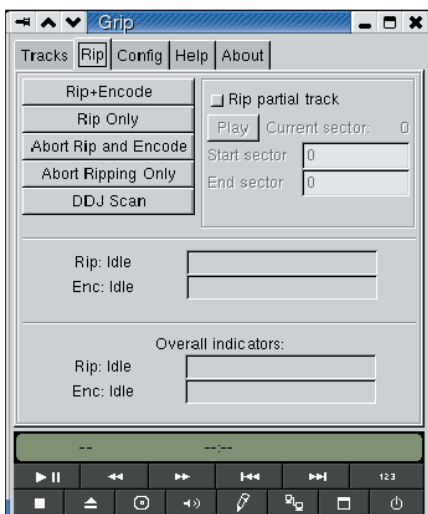 Grip
Tracks Rip Config Help About
Rip+Encode
Rip Only
Abort Rip and Encode
Abort Ripping Only
DDJ Scan
Rip partial track
Play Current sector: 0
Start sector 0
End sector 0
Rip: Idle
Enc: Idle
Overall indicators:
Rip: Idle
Enc: Idle
-- --:--
123